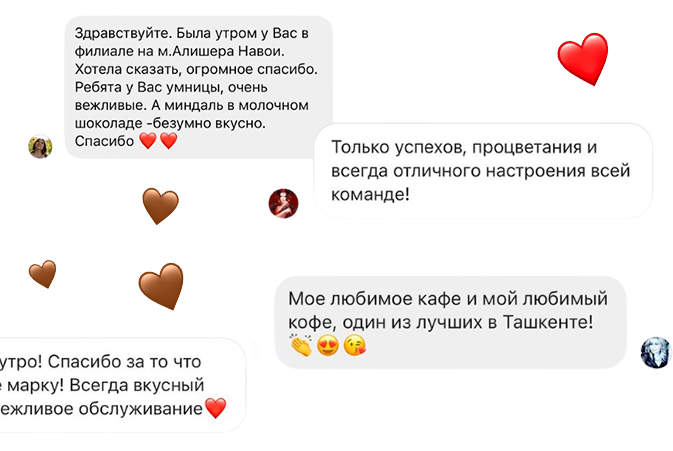 Здравствуйте. Была утром у Вас в
филиале на м.Алишера Навои.
Хотела сказать, огромное спасибо.
Ребята у Вас умницы, очень
вежливые. А миндаль в молочном
шоколаде -безумно вкусно.
Спасибо ❤️❤️
Только успехов, процветания и
всегда отличного настроения всей
команде!
Мое любимое кафе и мой любимый
кофе, один из лучших в Ташкенте!
👏😍😘
утро! Спасибо за то что
е марку! Всегда вкусный
ежливое обслуживание❤️